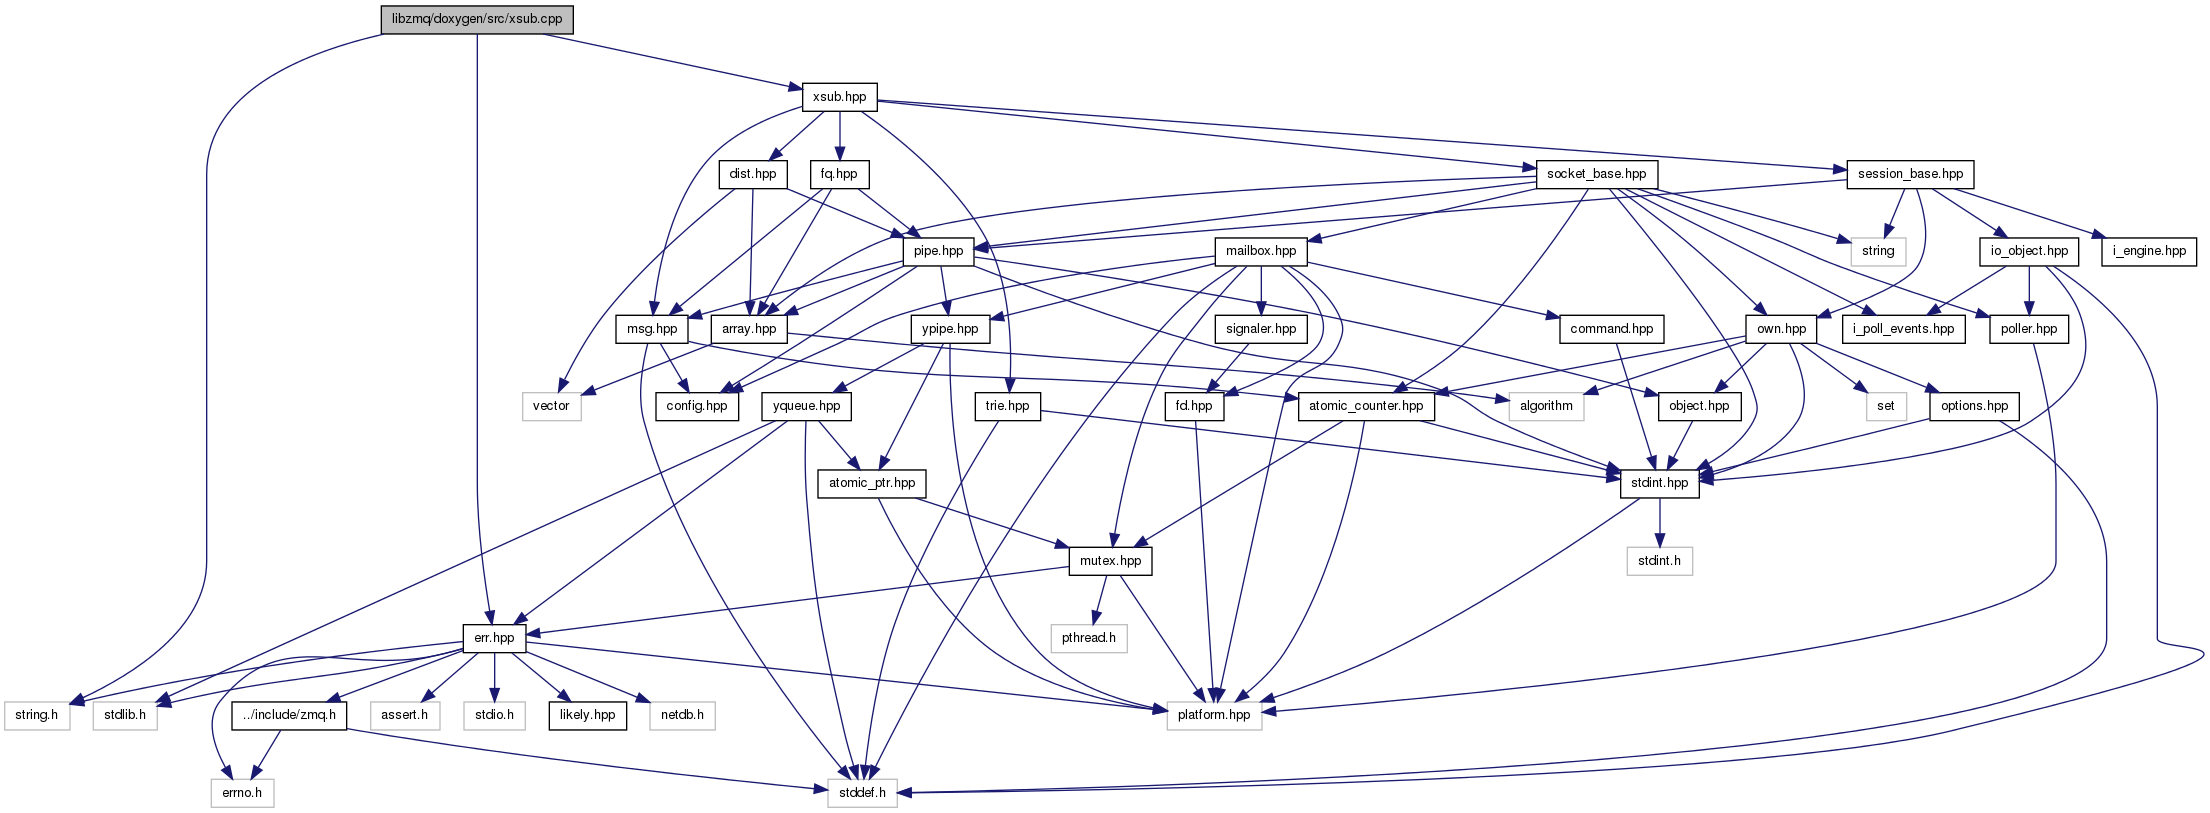 libzmq/doxygen/src/xsub.cpp
xsub.hpp
dist.hpp
fq.hpp
socket_base.hpp
session_base.hpp
pipe.hpp
mailbox.hpp
string
io_object.hpp
i_engine.hpp
msg.hpp
array.hpp
ypipe.hpp
signaler.hpp
command.hpp
own.hpp
i_poll_events.hpp
poller.hpp
vector
config.hpp
yqueue.hpp
trie.hpp
fd.hpp
atomic_counter.hpp
algorithm
object.hpp
set
options.hpp
atomic_ptr.hpp
stdint.hpp
mutex.hpp
stdint.h
err.hpp
pthread.h
string.h
stdlib.h
../include/zmq.h
assert.h
stdio.h
likely.hpp
netdb.h
platform.hpp
errno.h
stddef.h